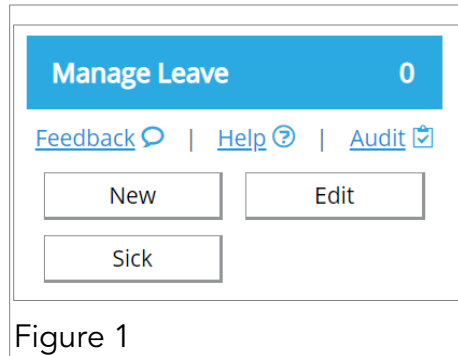 Manage Leave 0
Feedback | Help | Audit
New Edit
Sick
Figure 1